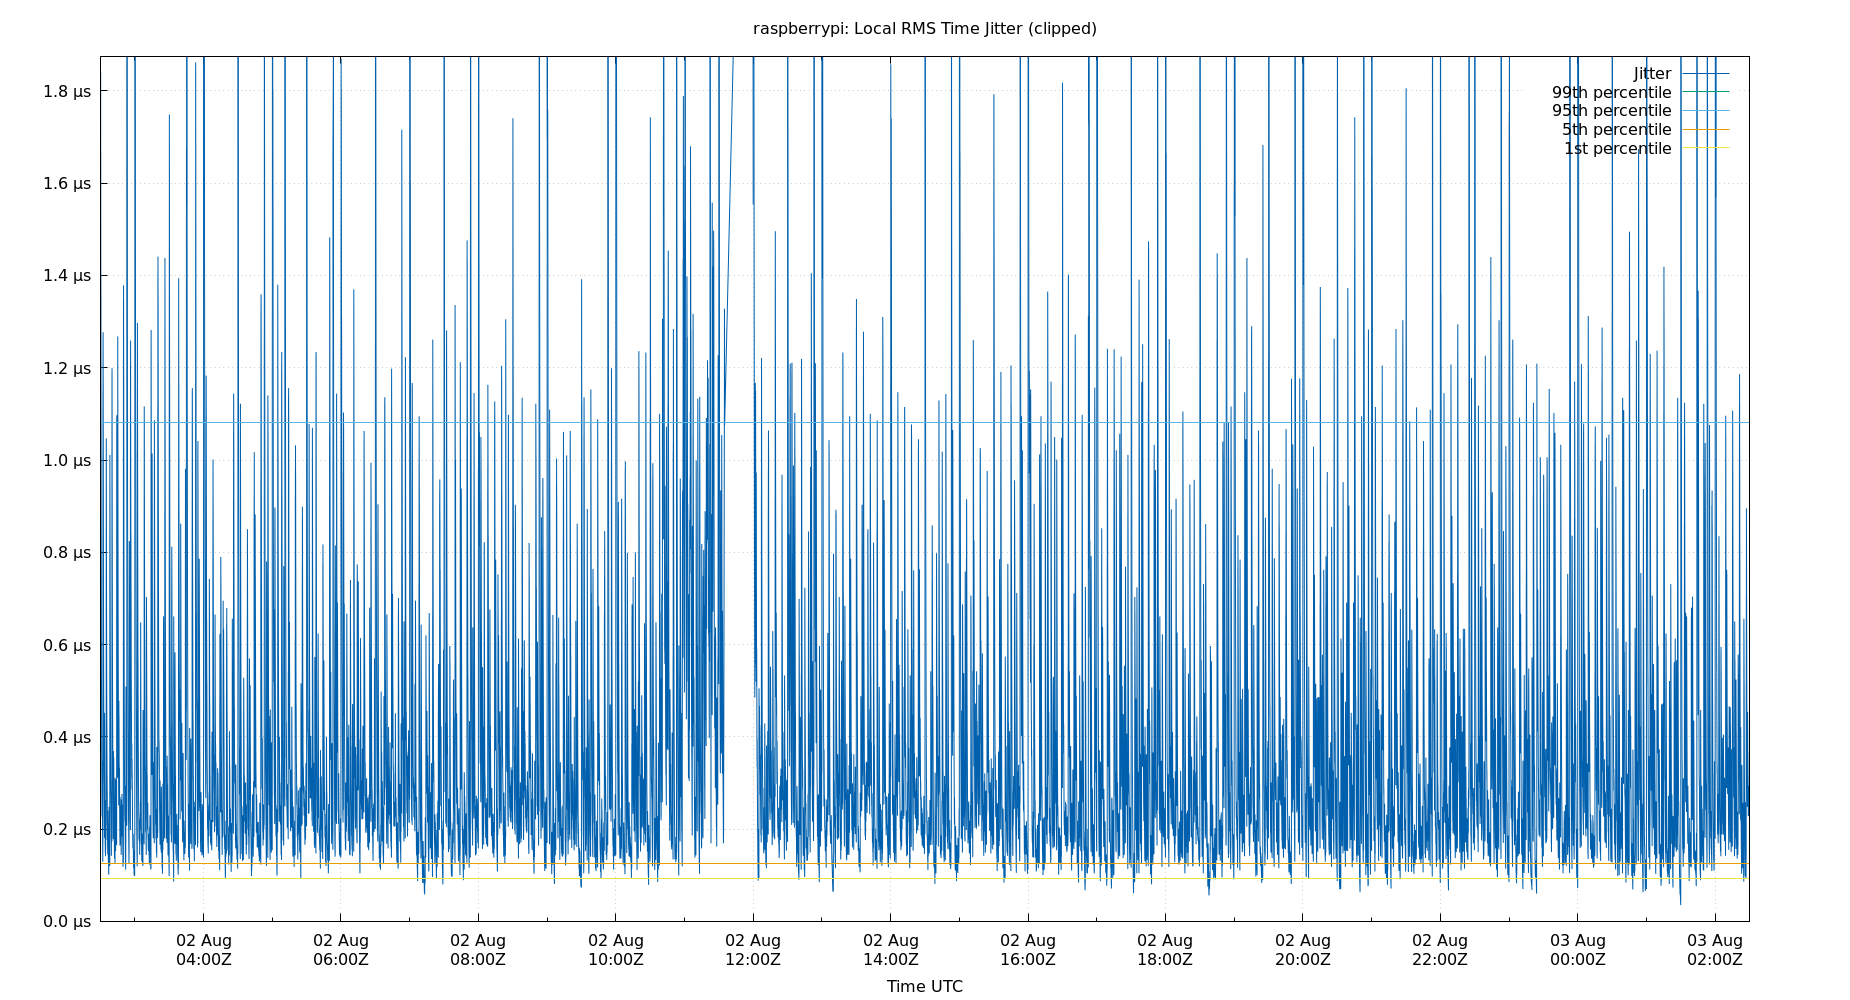 raspberrypi: Local RMS Time Jitter (clipped)
Jitter
99th percentile
95th percentile
5th percentile
1st percentile
1.8 µs
1.6 µs
1.4 µs
1.2 µs
1.0 µs
0.8 µs
0.6 µs
0.4 µs
0.2 µs
0.0 µs
02 Aug 02 Aug 02 Aug 02 Aug 02 Aug 02 Aug 02 Aug 02 Aug 02 Aug 02 Aug 03 Aug 03 Aug
04:00Z 06:00Z 08:00Z 10:00Z 12:00Z 14:00Z 16:00Z 18:00Z 20:00Z 22:00Z 00:00Z 02:00Z
Time UTC